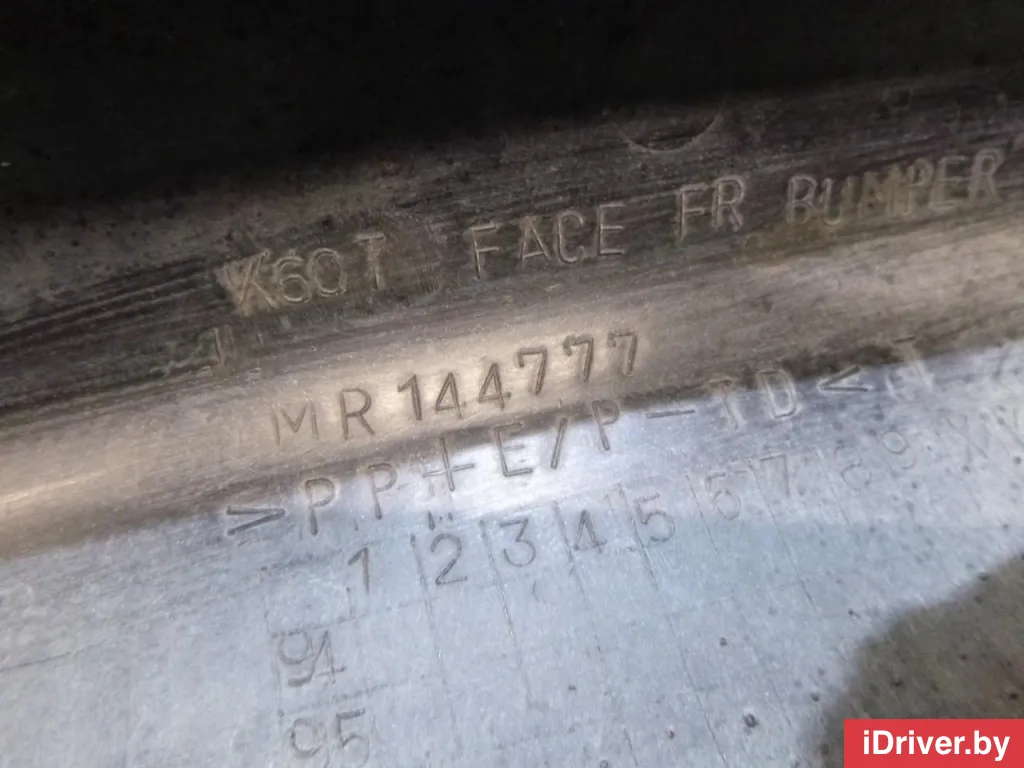 K60T FACE FR BUMPER
MR144777
>PP+E/P-TD<
1 2 3 4 5 6 7 8 9
94
95
iDriver.by